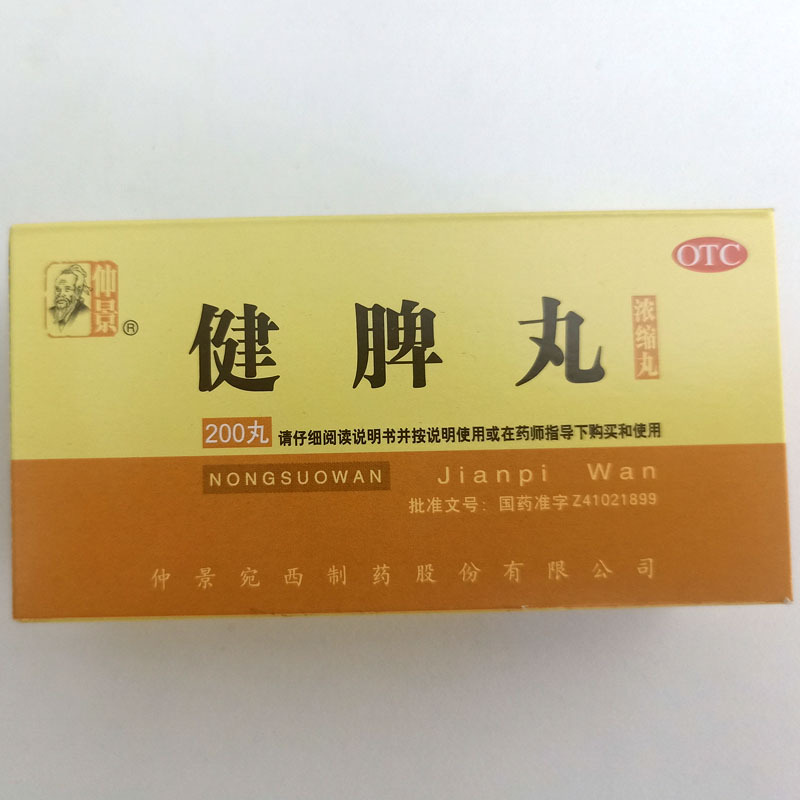 OTC
仲景
®
健脾丸
浓缩丸
200丸 请仔细阅读说明书并按说明使用或在药师指导下购买和使用
NONGSUOWAN Jianpi Wan
批准文号：国药准字Z41021899
仲景宛西制药股份有限公司